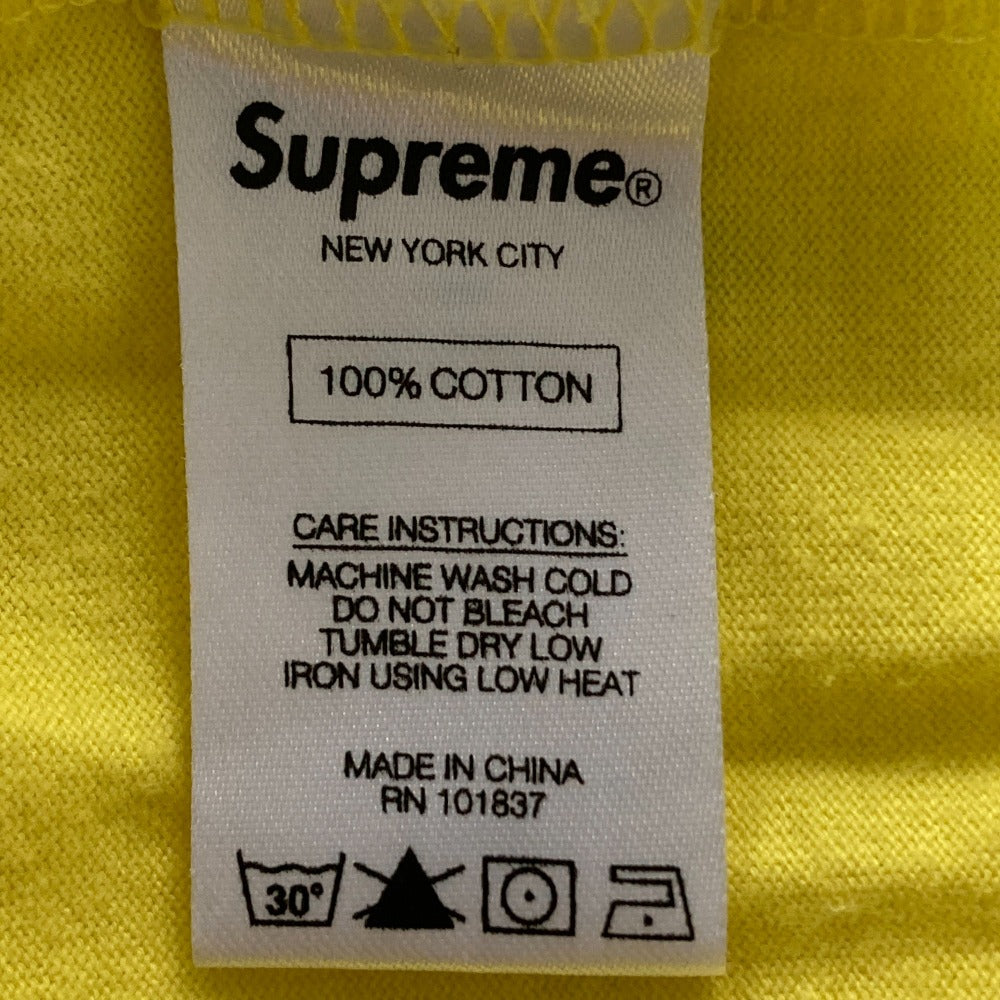 Supreme®
NEW YORK CITY
100% COTTON
CARE INSTRUCTIONS:
MACHINE WASH COLD
DO NOT BLEACH
TUMBLE DRY LOW
IRON USING LOW HEAT
MADE IN CHINA
RN 101837
30°